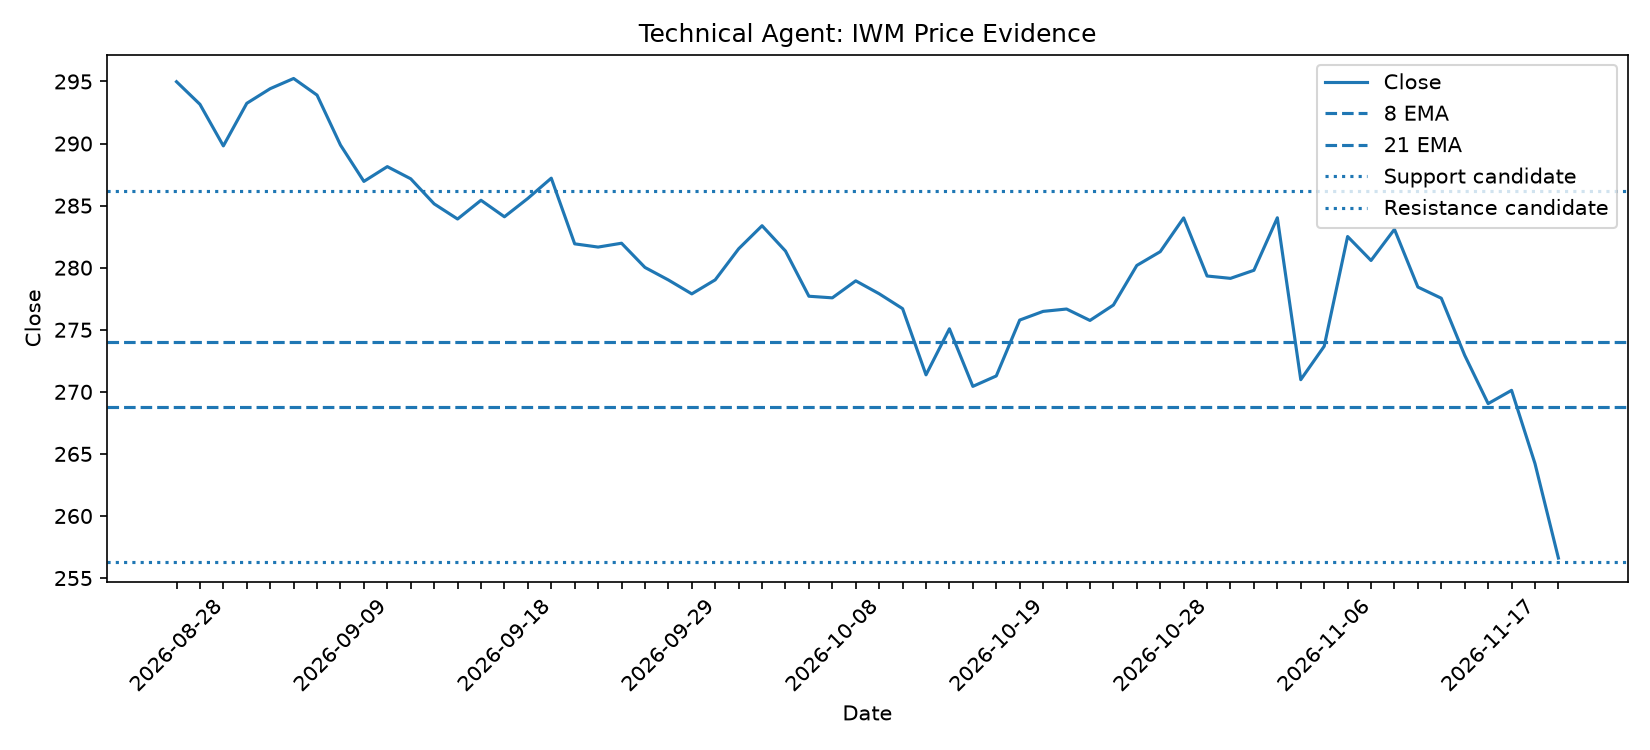 Technical Agent: IWM Price Evidence
Close
8 EMA
21 EMA
Support candidate
Resistance candidate
295
290
285
280
275
270
265
260
255
Close
2026-08-28
2026-09-09
2026-09-18
2026-09-29
2026-10-08
2026-10-19
2026-10-28
2026-11-06
2026-11-17
Date